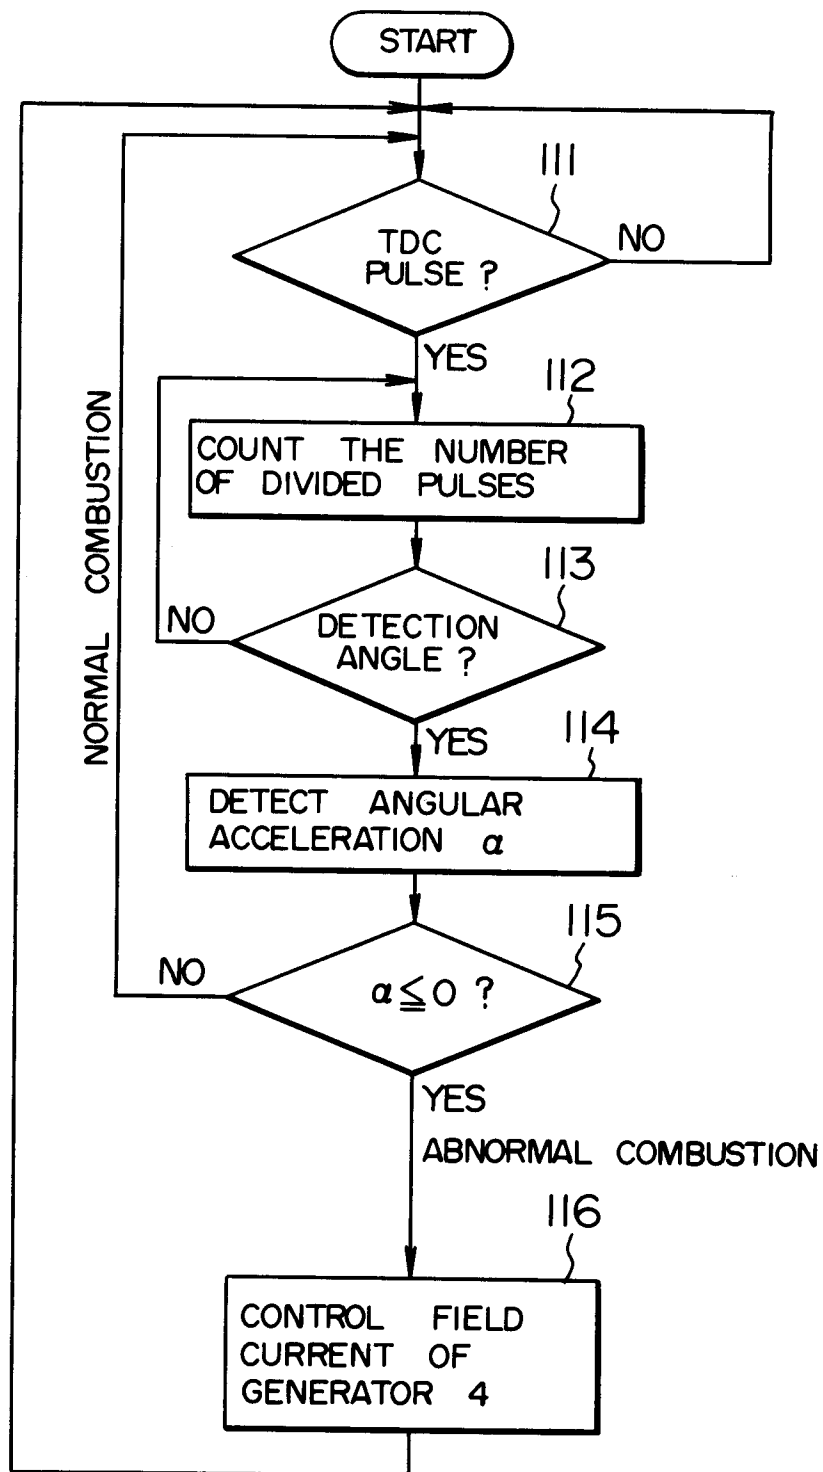 START
111
TDC
PULSE ?
NO
YES
112
COUNT THE NUMBER
OF DIVIDED PULSES
113
NO
DETECTION
ANGLE ?
YES
114
DETECT ANGULAR
ACCELERATION α
115
NO
α ≦ 0 ?
NORMAL COMBUSTION
YES
ABNORMAL COMBUSTION
116
CONTROL FIELD
CURRENT OF
GENERATOR 4